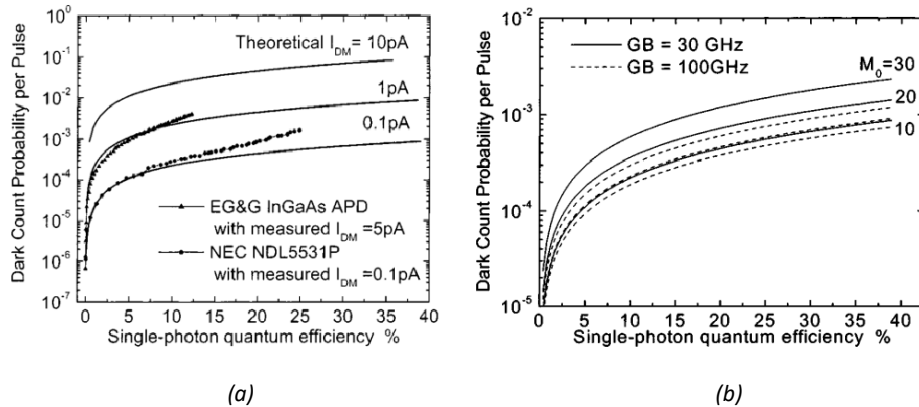 10^0
10^-1
10^-2
10^-3
10^-4
10^-5
10^-6
10^-7
Dark Count Probability per Pulse
Theoretical I_DM = 10pA
1pA
0.1pA
EG&G InGaAs APD
with measured I_DM =5pA
NEC NDL5531P
with measured I_DM =0.1pA
0 5 10 15 20 25 30 35 40
Single-photon quantum efficiency %
(a)
10^-2
10^-3
10^-4
10^-5
Dark Count Probability per Pulse
GB = 30 GHz
GB = 100GHz
M_0=30
20
10
0 5 10 15 20 25 30 35 40
Single-photon quantum efficiency %
(b)